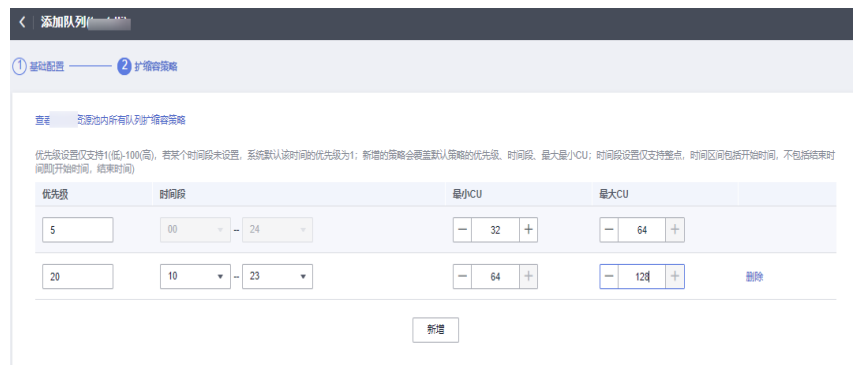 添加队列(
1 基础配置 2 扩缩容策略
查看 资源池内所有队列扩缩容策略
优先级设置仅支持1(低)-100(高)，若某个时间段未设置，系统默认该时间的优先级为1；新增的策略会覆盖默认策略的优先级、时间段、最大最小CU；时间段设置仅支持整点，时间区间包括开始时间，不包括结束时
间即[开始时间，结束时间)
优先级 时间段 最小CU 最大CU
5 00 -- 24 − 32 + − 64 +
20 10 -- 23 − 64 + − 128 + 删除
新增